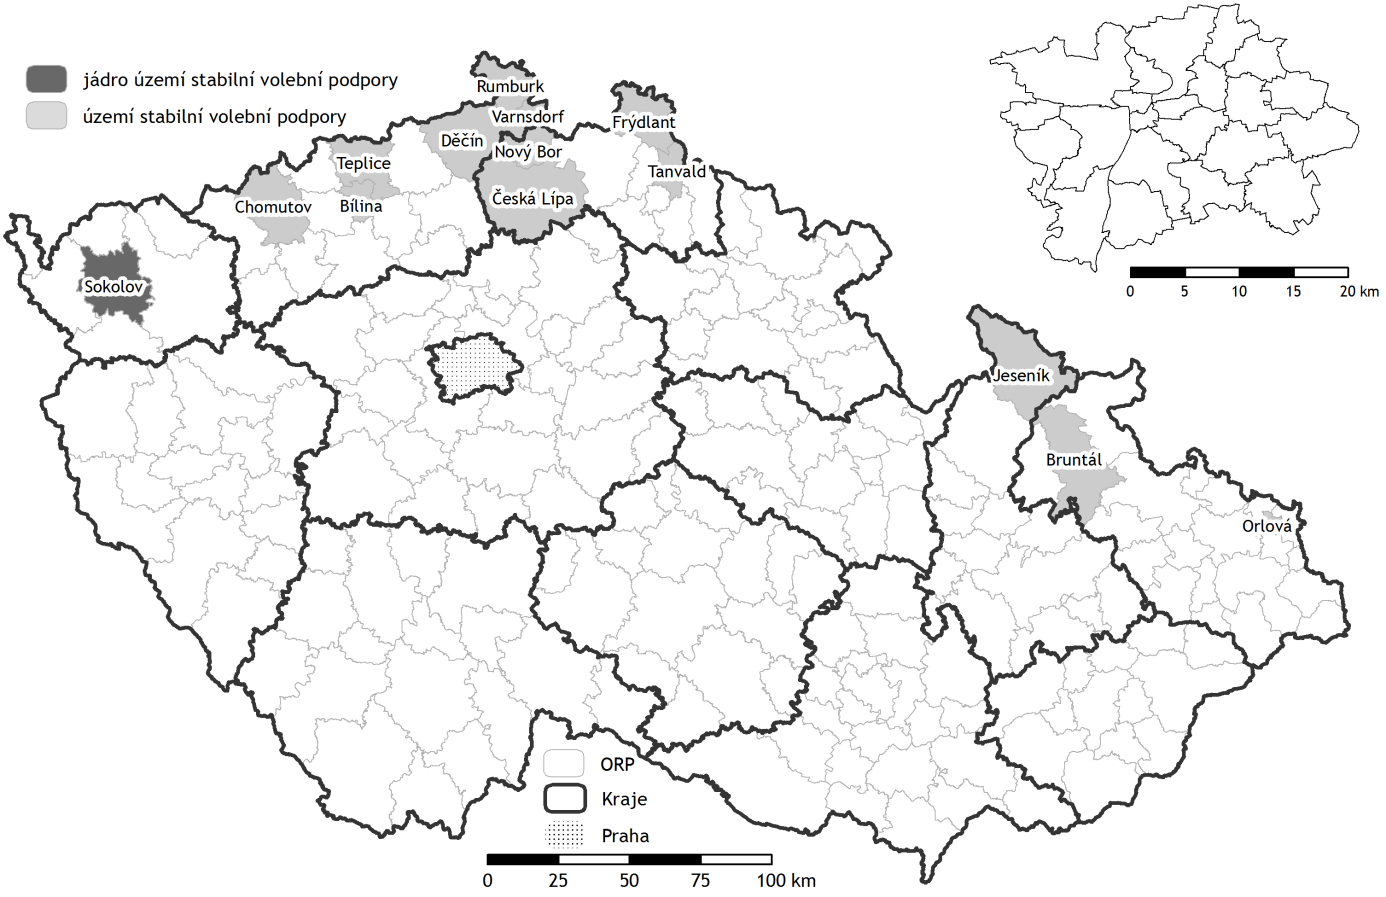 jádro území stabilní volební podpory
území stabilní volební podpory
Rumburk
Varnsdorf
Frýdlant
Děčín
Nový Bor
Teplice
Tanvald
Česká Lípa
Chomutov
Bílina
Sokolov
0 5 10 15 20 km
Jeseník
Bruntál
Orlová
ORP
Kraje
Praha
0 25 50 75 100 km